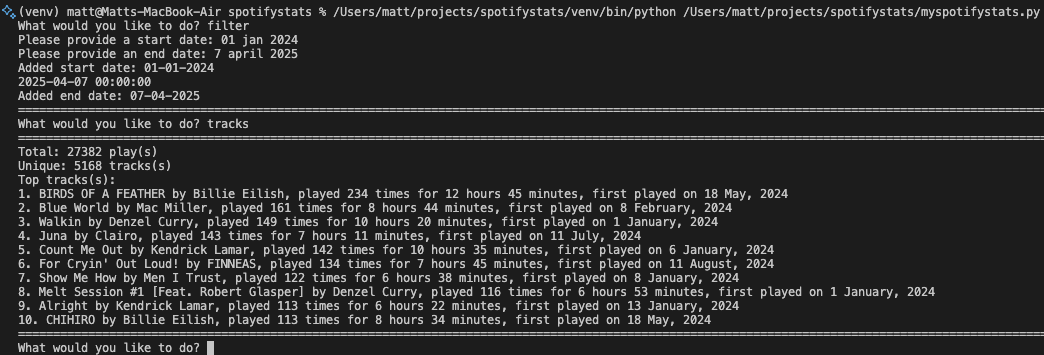 (venv) matt@Matts-MacBook-Air spotifystats % /Users/matt/projects/spotifystats/venv/bin/python /Users/matt/projects/spotifystats/myspotifystats.py
What would you like to do? filter
Please provide a start date: 01 jan 2024
Please provide an end date: 7 april 2025
Added start date: 01-01-2024
2025-04-07 00:00:00
Added end date: 07-04-2025
What would you like to do? tracks
Total: 27382 play(s)
Unique: 5168 tracks(s)
Top tracks(s):
1. BIRDS OF A FEATHER by Billie Eilish, played 234 times for 12 hours 45 minutes, first played on 18 May, 2024
2. Blue World by Mac Miller, played 161 times for 8 hours 44 minutes, first played on 8 February, 2024
3. Walkin by Denzel Curry, played 149 times for 10 hours 20 minutes, first played on 1 January, 2024
4. Juna by Clairo, played 143 times for 7 hours 11 minutes, first played on 11 July, 2024
5. Count Me Out by Kendrick Lamar, played 142 times for 10 hours 35 minutes, first played on 6 January, 2024
6. For Cryin' Out Loud! by FINNEAS, played 134 times for 7 hours 45 minutes, first played on 11 August, 2024
7. Show Me How by Men I Trust, played 122 times for 6 hours 38 minutes, first played on 8 January, 2024
8. Melt Session #1 [Feat. Robert Glasper] by Denzel Curry, played 116 times for 6 hours 53 minutes, first played on 1 January, 2024
9. Alright by Kendrick Lamar, played 113 times for 6 hours 22 minutes, first played on 13 January, 2024
10. CHIHIRO by Billie Eilish, played 113 times for 8 hours 34 minutes, first played on 18 May, 2024
What would you like to do?